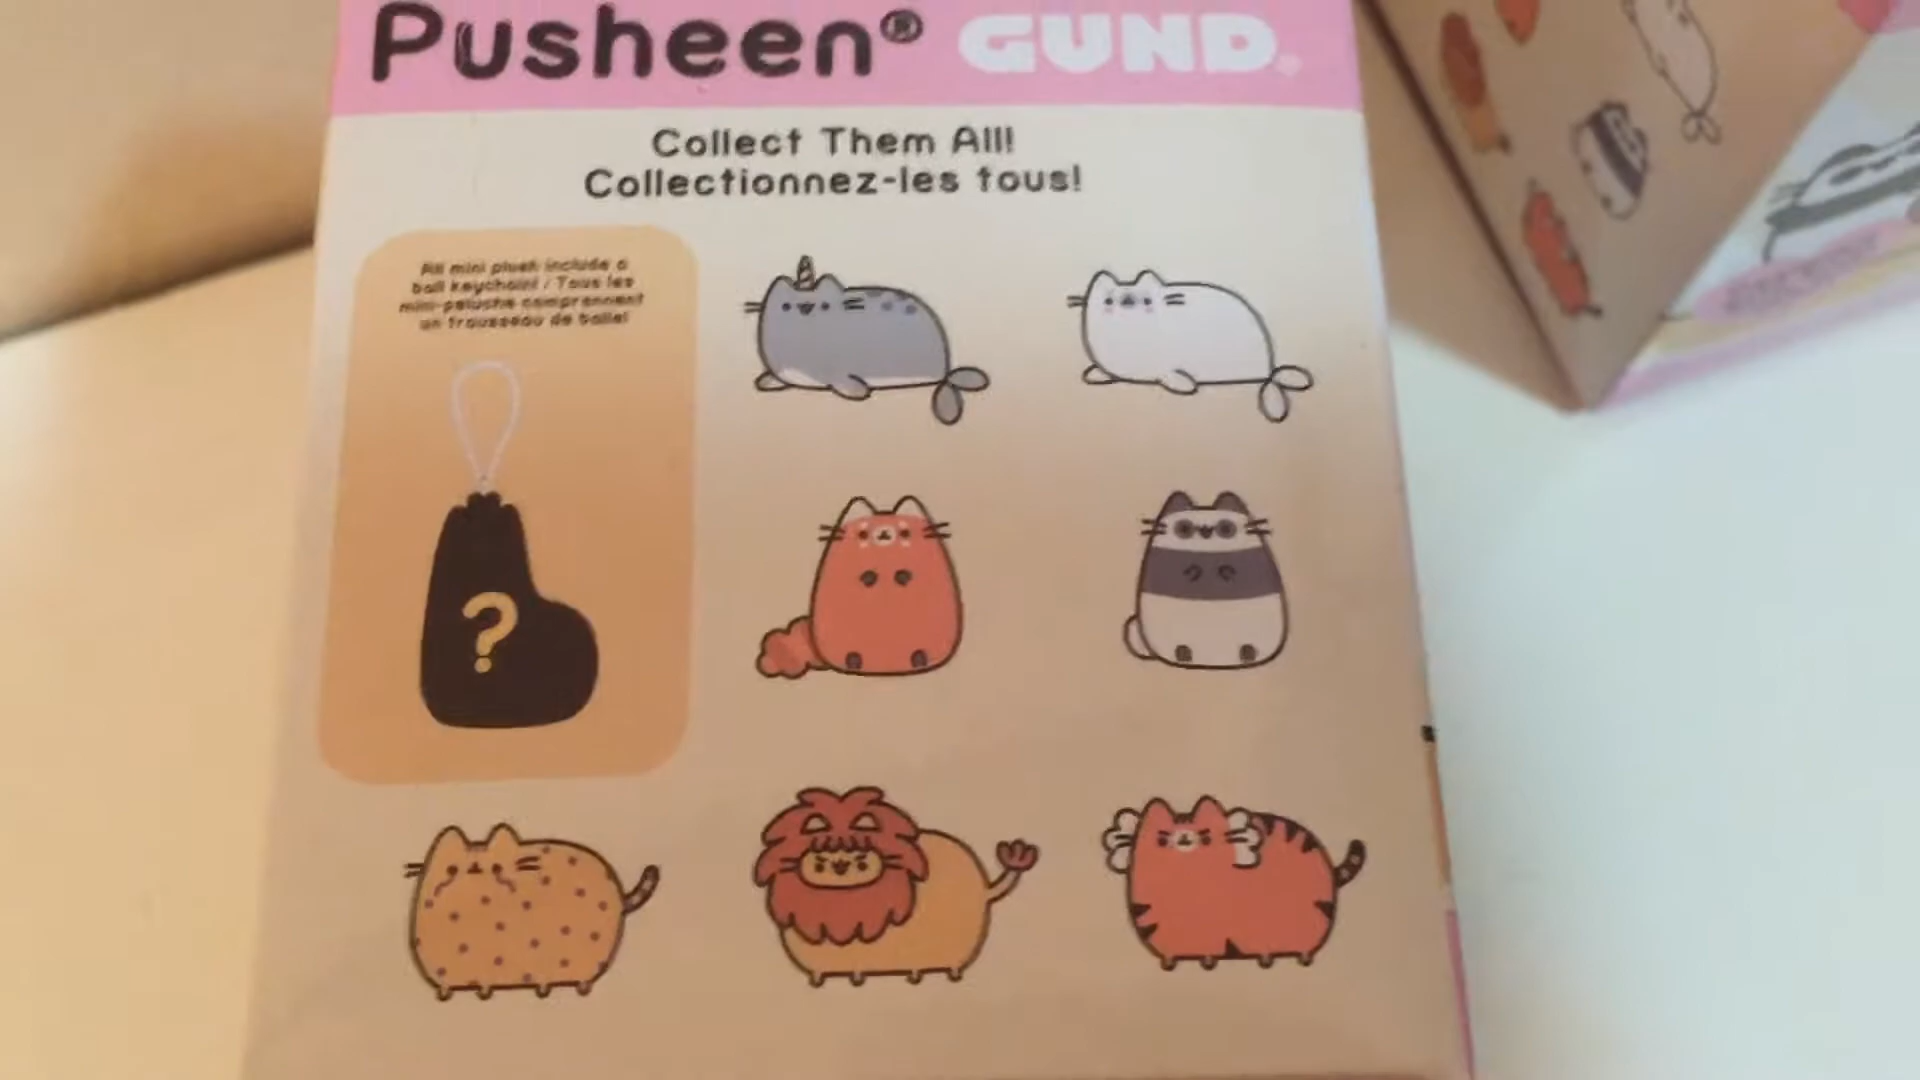 Pusheen® GUND®
Collect Them All!
Collectionnez-les tous!
All mini plush include a
ball keychain! / Tous les
mini-peluche comprennent
un trousseau de balle!
?